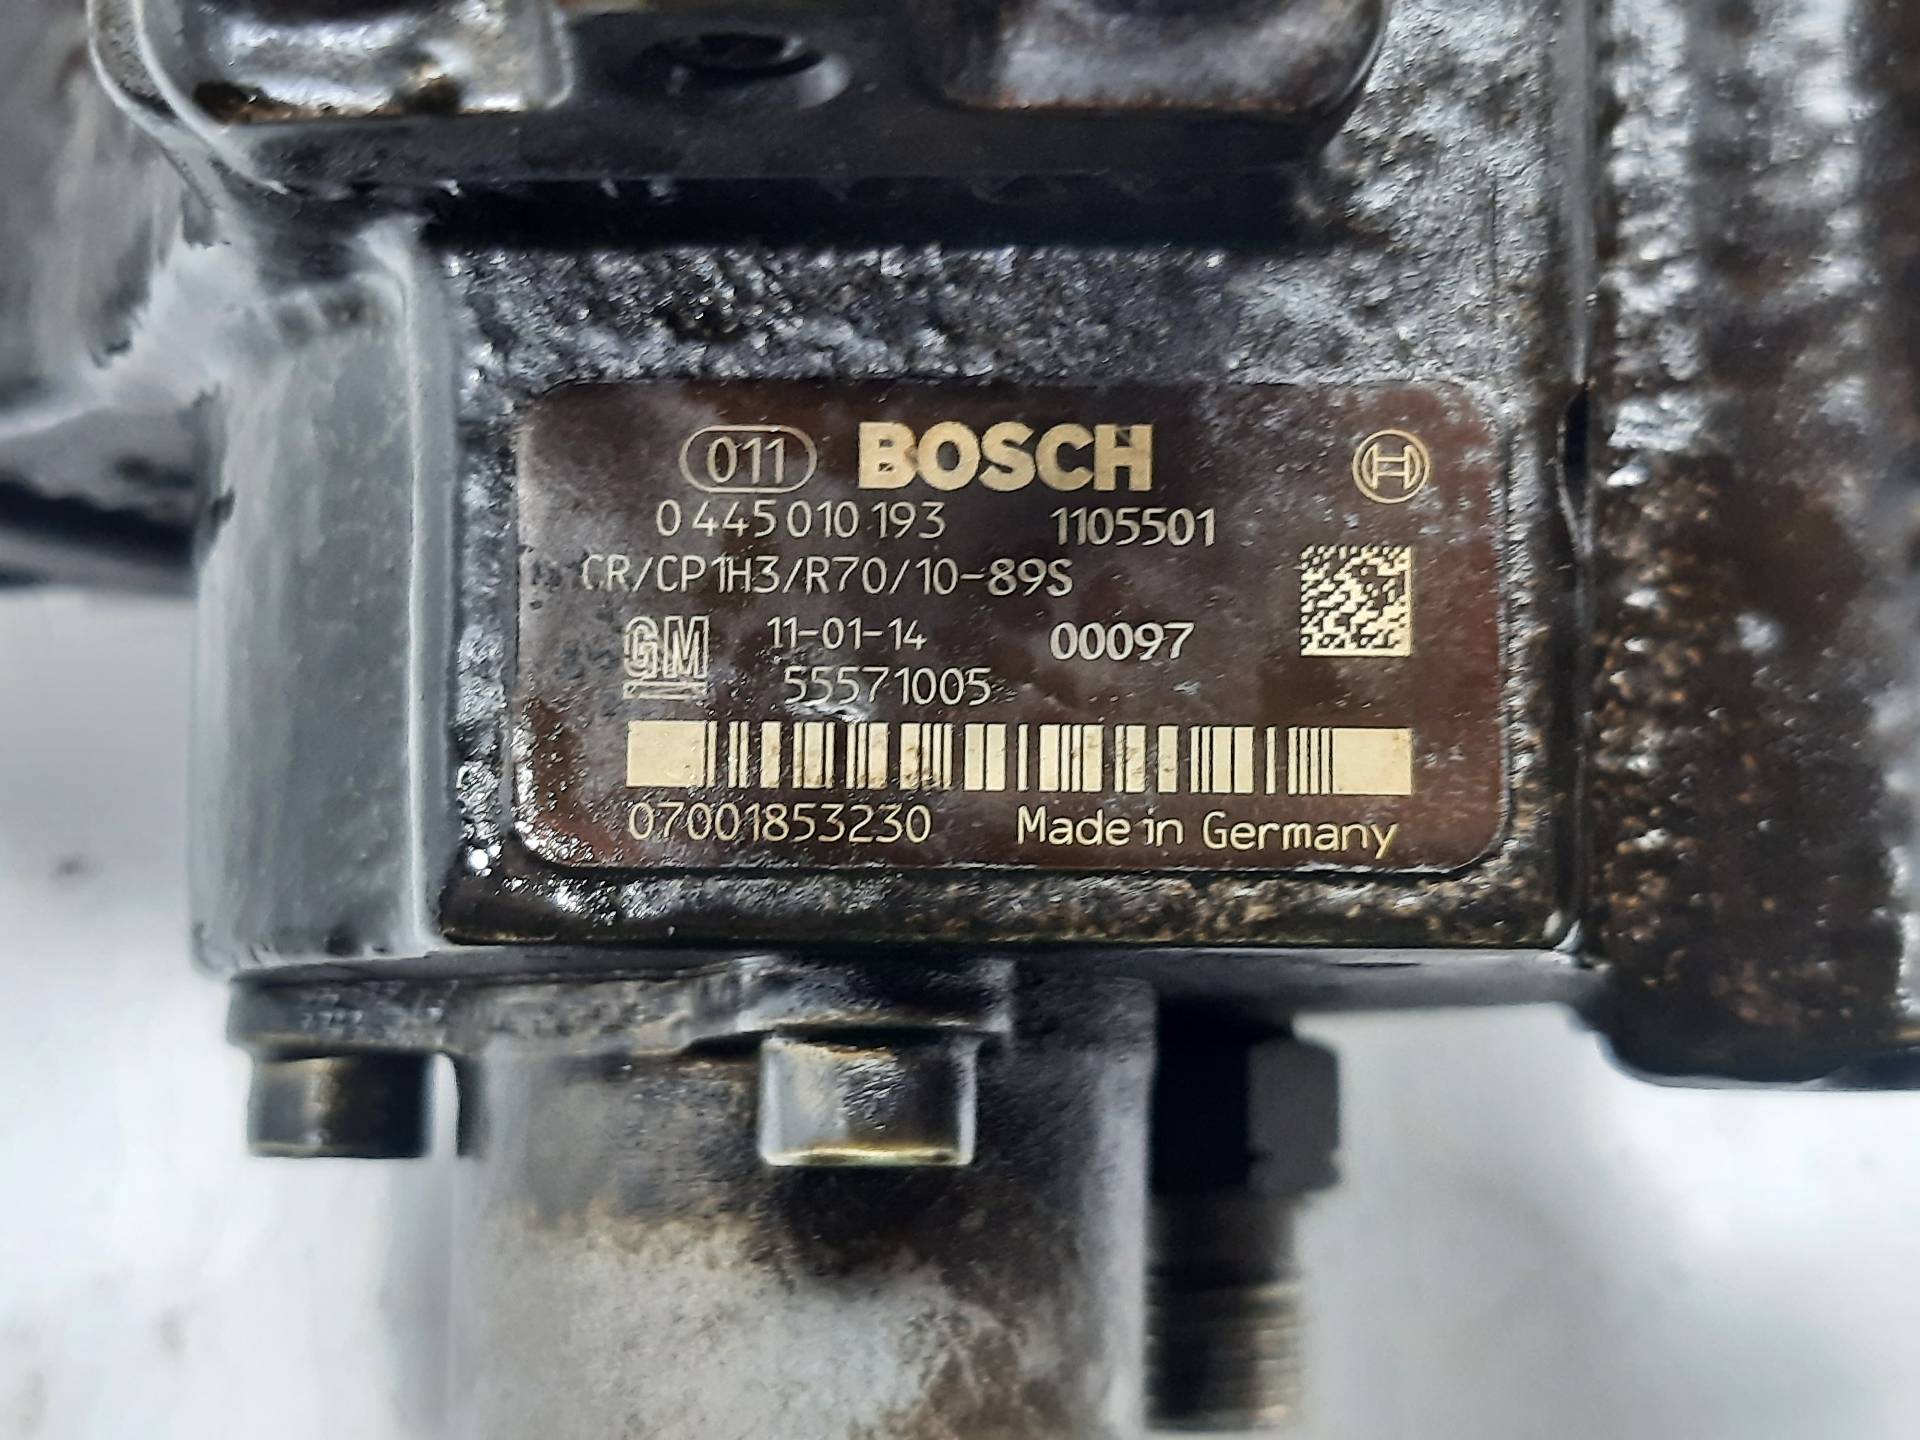 011 BOSCH
0 445 010 193 1105501
CR/CP1H3/R70/10-89S
GM 11-01-14 00097
55571005
07001853230 Made in Germany